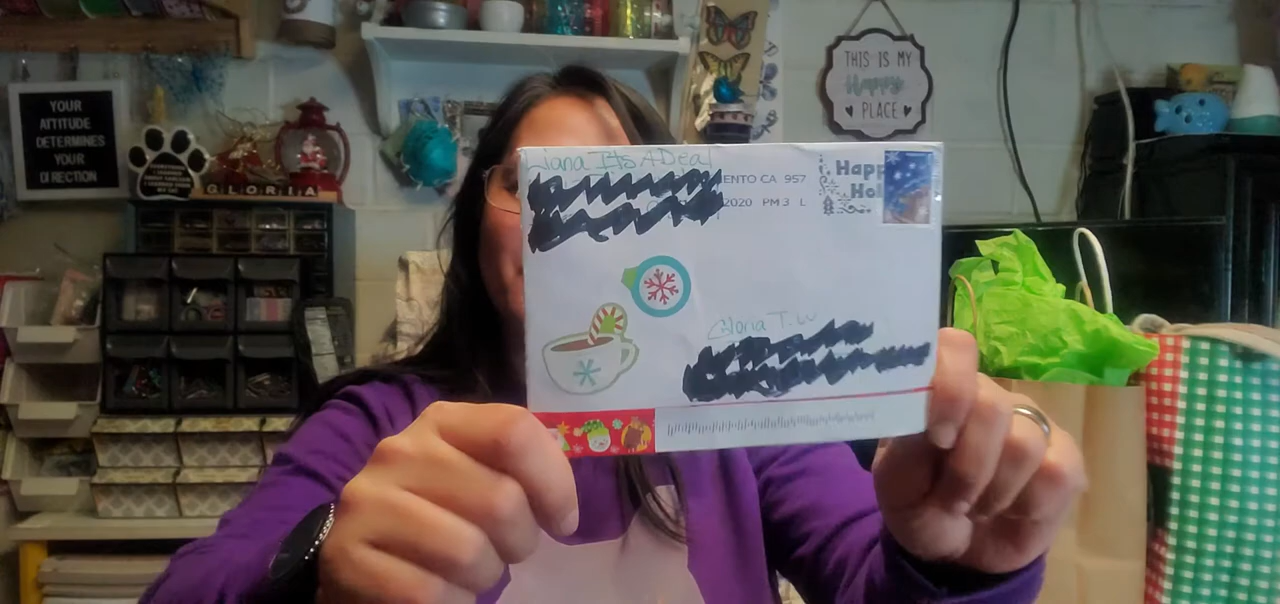 YOUR
ATTITUDE
DETERMINES
YOUR
DIRECTION
GLORIA
THIS IS MY
Happy
PLACE
Liana Its A Deal
ENTO CA 957
2020 PM 3 L
Happ
Hol
Gloria T. W